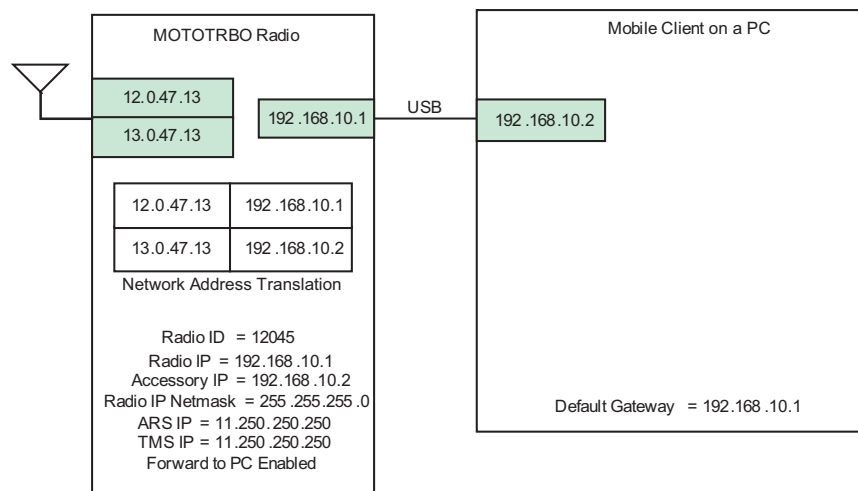 MOTOTRBO Radio
Mobile Client on a PC
12.0.47.13
13.0.47.13
192.168.10.1
USB
192.168.10.2
12.0.47.13 192.168.10.1
13.0.47.13 192.168.10.2
Network Address Translation
Radio ID = 12045
Radio IP = 192.168.10.1
Accessory IP = 192.168.10.2
Radio IP Netmask = 255.255.255.0
ARS IP = 11.250.250.250
TMS IP = 11.250.250.250
Forward to PC Enabled
Default Gateway = 192.168.10.1